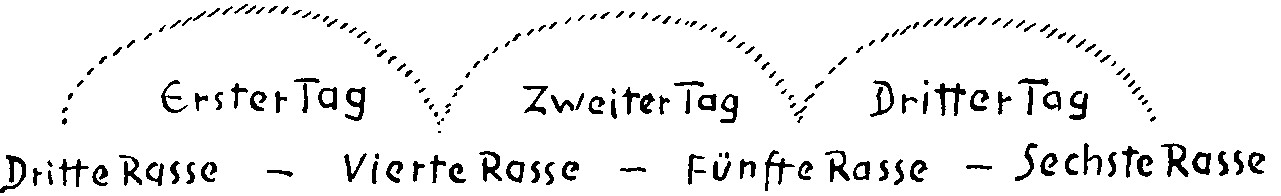 Erster Tag Zweiter Tag Dritter Tag
Dritte Rasse – Vierte Rasse – Fünfte Rasse – Sechste Rasse